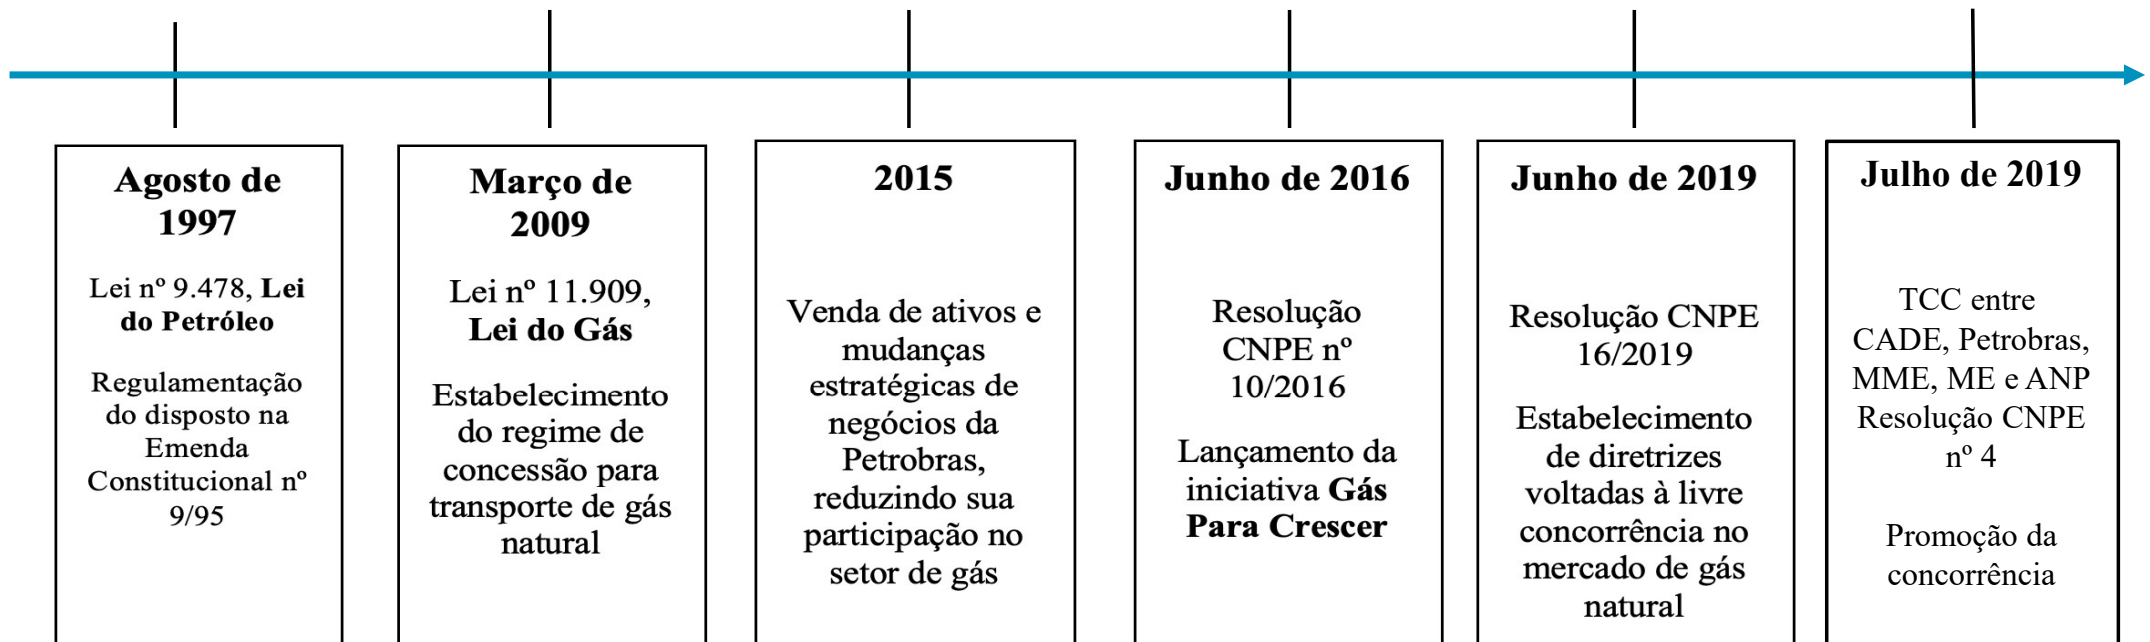 Agosto de
1997
Lei nº 9.478, Lei
do Petróleo
Regulamentação
do disposto na
Emenda
Constitucional nº
9/95
Março de
2009
Lei nº 11.909,
Lei do Gás
Estabelecimento
do regime de
concessão para
transporte de gás
natural
2015
Venda de ativos e
mudanças
estratégicas de
negócios da
Petrobras,
reduzindo sua
participação no
setor de gás
Junho de 2016
Resolução
CNPE nº
10/2016
Lançamento da
iniciativa Gás
Para Crescer
Junho de 2019
Resolução CNPE
16/2019
Estabelecimento
de diretrizes
voltadas à livre
concorrência no
mercado de gás
natural
Julho de 2019
TCC entre
CADE, Petrobras,
MME, ME e ANP
Resolução CNPE
nº 4
Promoção da
concorrência